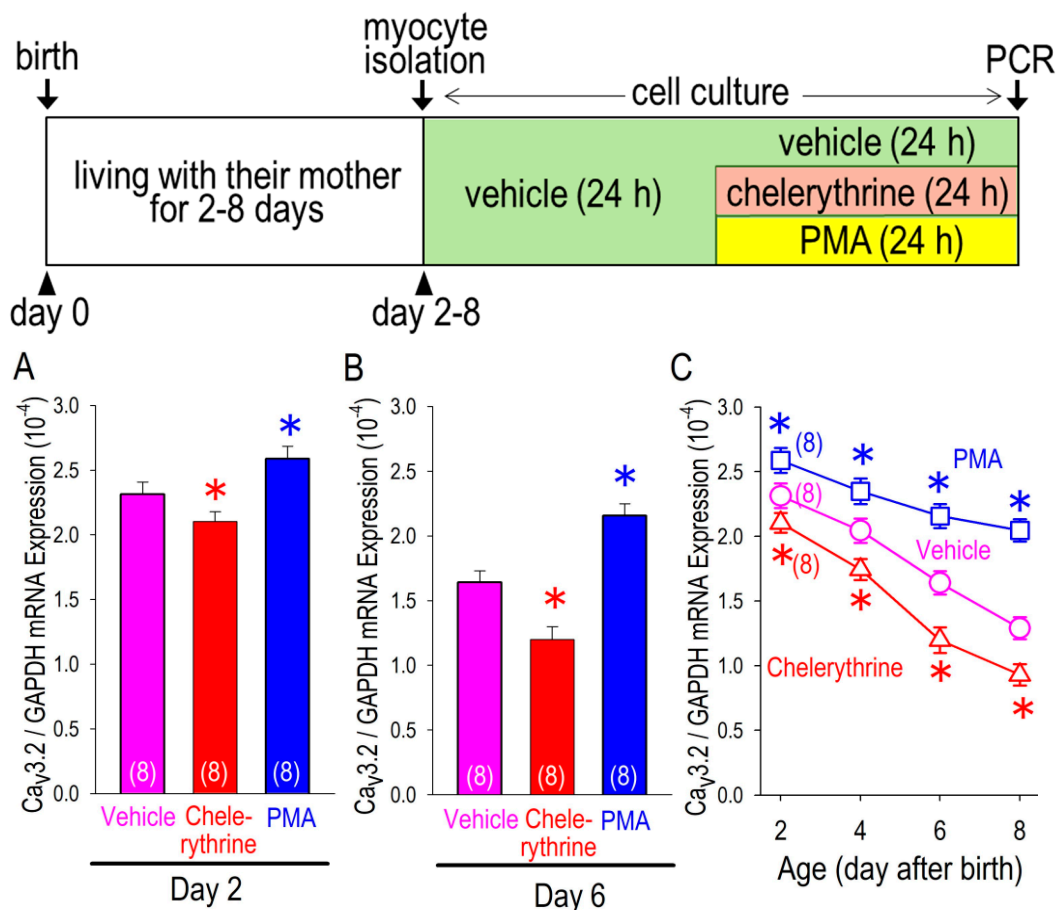 birth
myocyte
isolation
PCR
cell culture
living with their mother
for 2-8 days
vehicle (24 h)
vehicle (24 h)
chelerythrine (24 h)
PMA (24 h)
day 0
day 2-8
A
CaV3.2 / GAPDH mRNA Expression (10-4)
3.0
2.5
2.0
1.5
1.0
0.5
0.0
*
*
(8)
(8)
(8)
Vehicle
Chele-
rythrine
PMA
Day 2
B
CaV3.2 / GAPDH mRNA Expression (10-4)
3.0
2.5
2.0
1.5
1.0
0.5
0.0
*
*
(8)
(8)
(8)
Vehicle
Chele-
rythrine
PMA
Day 6
C
CaV3.2 / GAPDH mRNA Expression (10-4)
3.0
2.5
2.0
1.5
1.0
0.5
0.0
* * * *
(8)
PMA
(8)
Vehicle
(8)
* * * *
Chelerythrine
2 4 6 8
Age (day after birth)